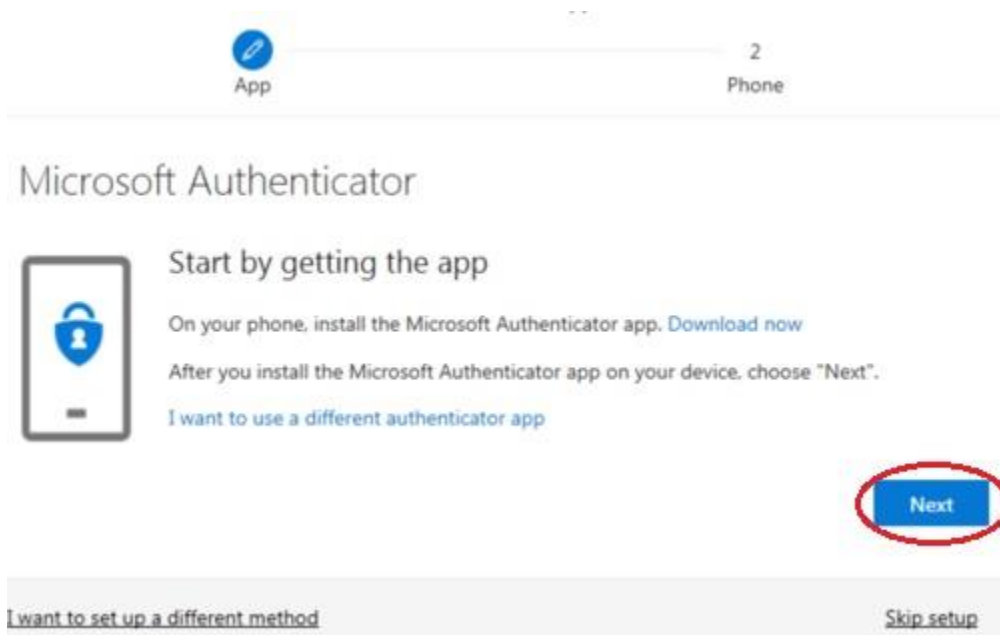 2
App
Phone
Microsoft Authenticator
Start by getting the app
On your phone, install the Microsoft Authenticator app. Download now
After you install the Microsoft Authenticator app on your device, choose "Next".
I want to use a different authenticator app
Next
I want to set up a different method
Skip setup